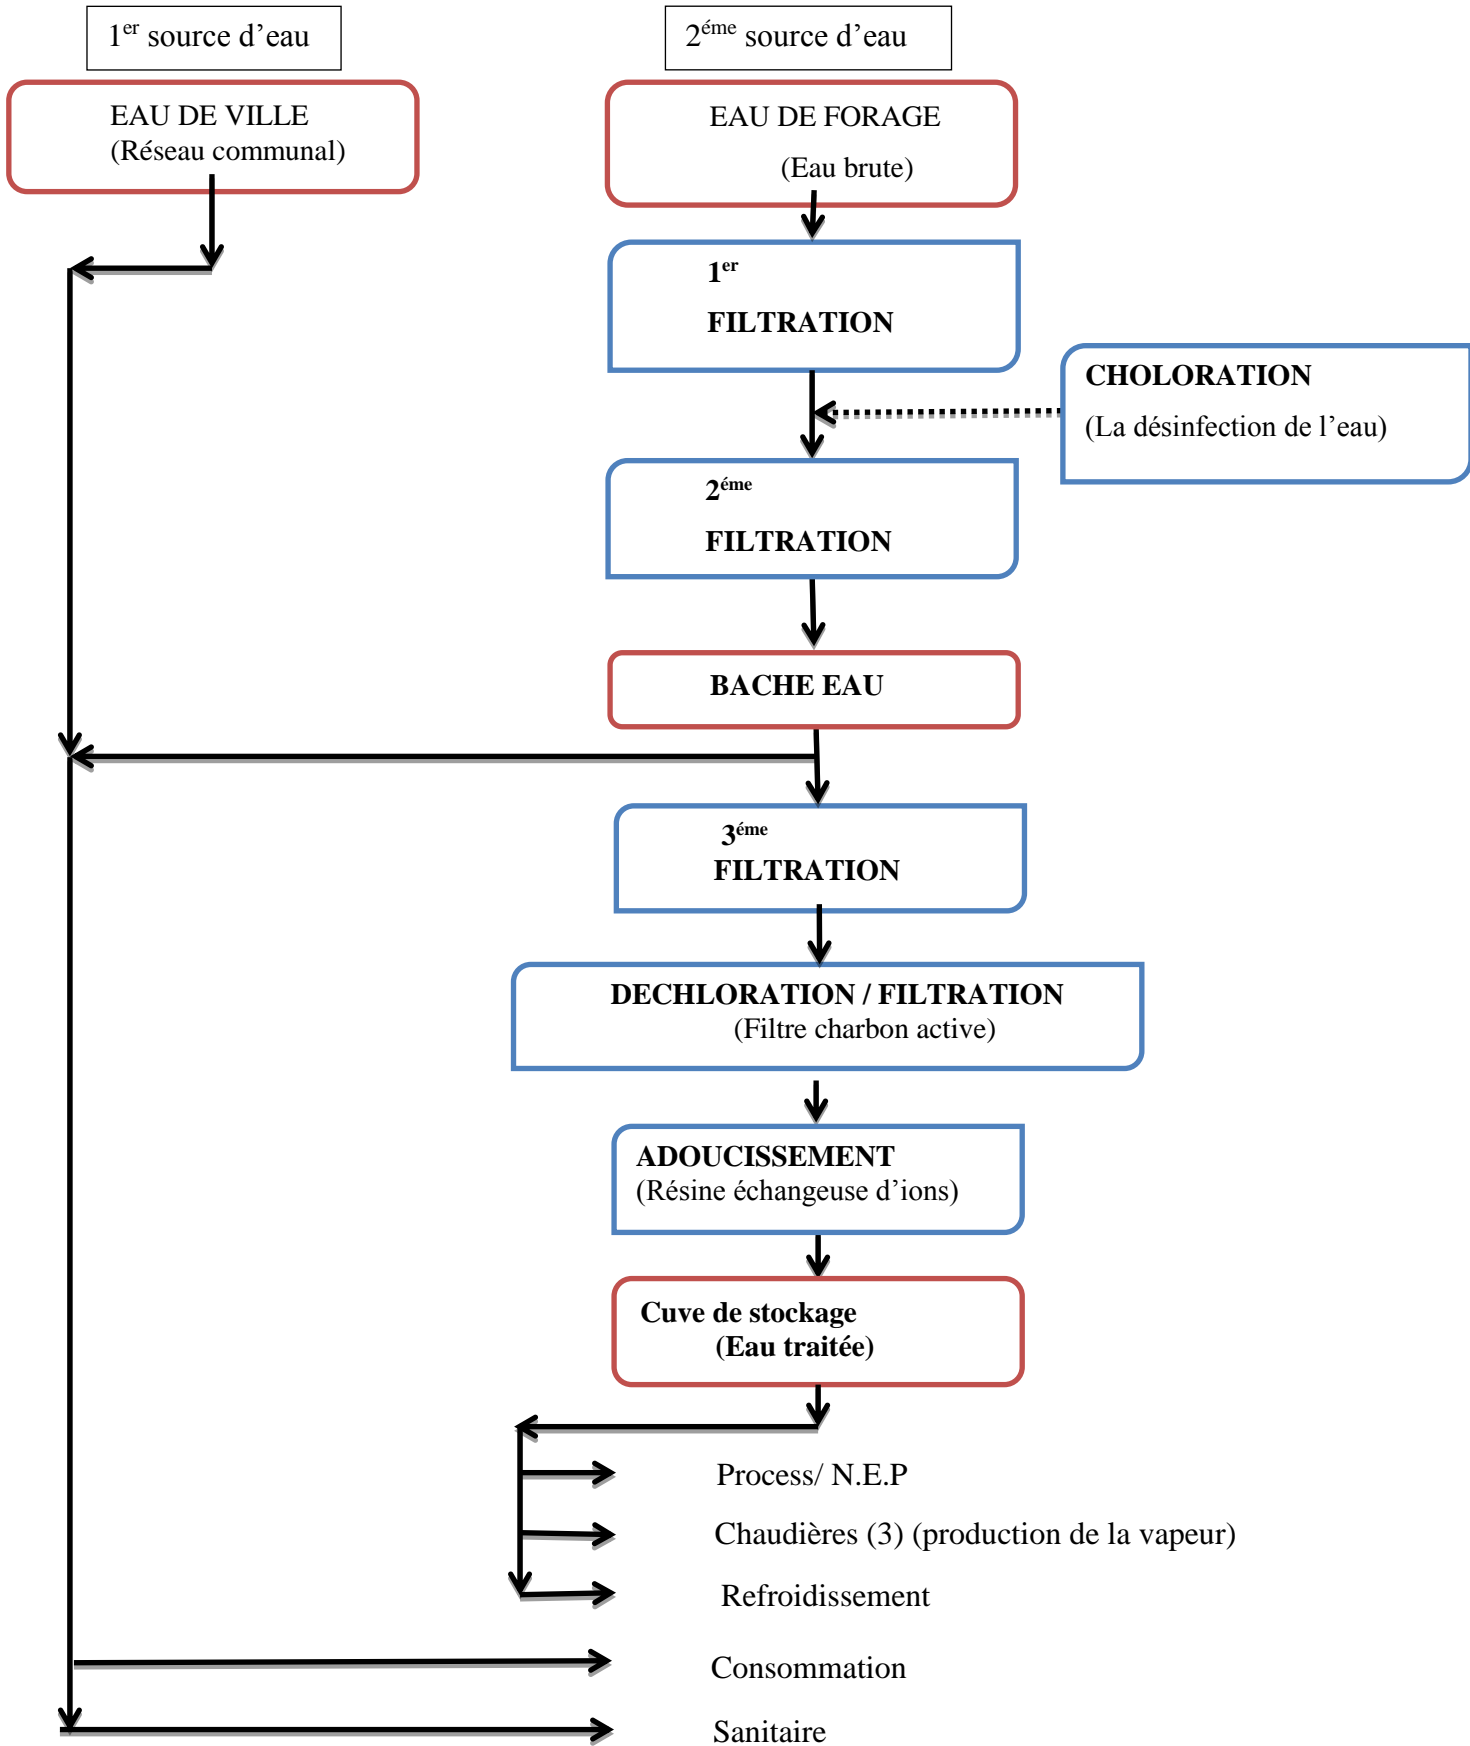 1er source d’eau
2éme source d’eau
EAU DE VILLE
(Réseau communal)
EAU DE FORAGE
(Eau brute)
1er
FILTRATION
CHOLORATION
(La désinfection de l’eau)
2éme
FILTRATION
BACHE EAU
3éme
FILTRATION
DECHLORATION / FILTRATION
(Filtre charbon active)
ADOUCISSEMENT
(Résine échangeuse d’ions)
Cuve de stockage
(Eau traitée)
Process/ N.E.P
Chaudières (3) (production de la vapeur)
Refroidissement
Consommation
Sanitaire